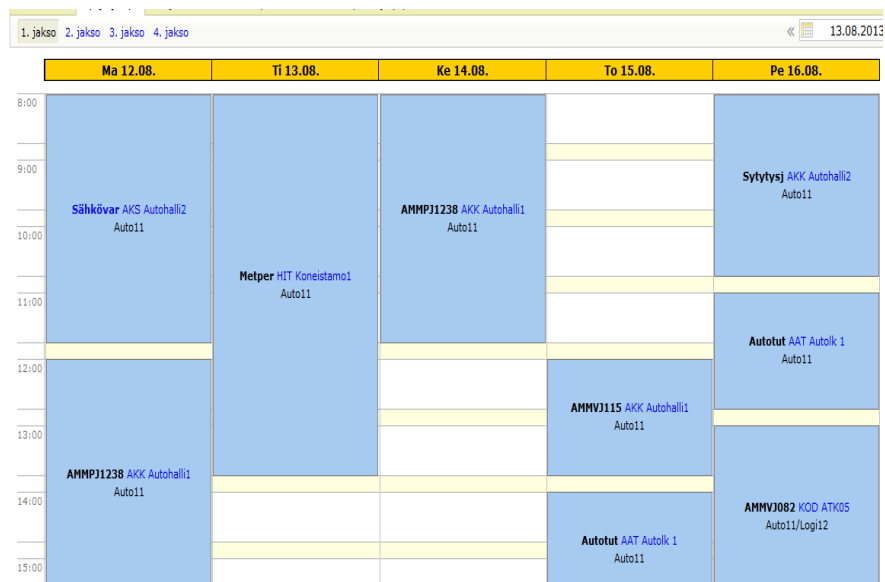 1. jakso 2. jakso 3. jakso 4. jakso « 13.08.2013
Ma 12.08. Ti 13.08. Ke 14.08. To 15.08. Pe 16.08.
8:00
9:00
Sytytysj AKK Autohalli2
Auto11
Sähkövar AKS Autohalli2
Auto11
AMMPJ1238 AKK Autohalli1
Auto11
10:00
Metper HIT Koneistamo1
Auto11
11:00
Autotut AAT Autolk 1
Auto11
12:00
AMMVJ115 AKK Autohalli1
Auto11
13:00
AMMPJ1238 AKK Autohalli1
Auto11
14:00
AMMVJ082 KOD ATK05
Auto11/Logi12
Autotut AAT Autolk 1
Auto11
15:00